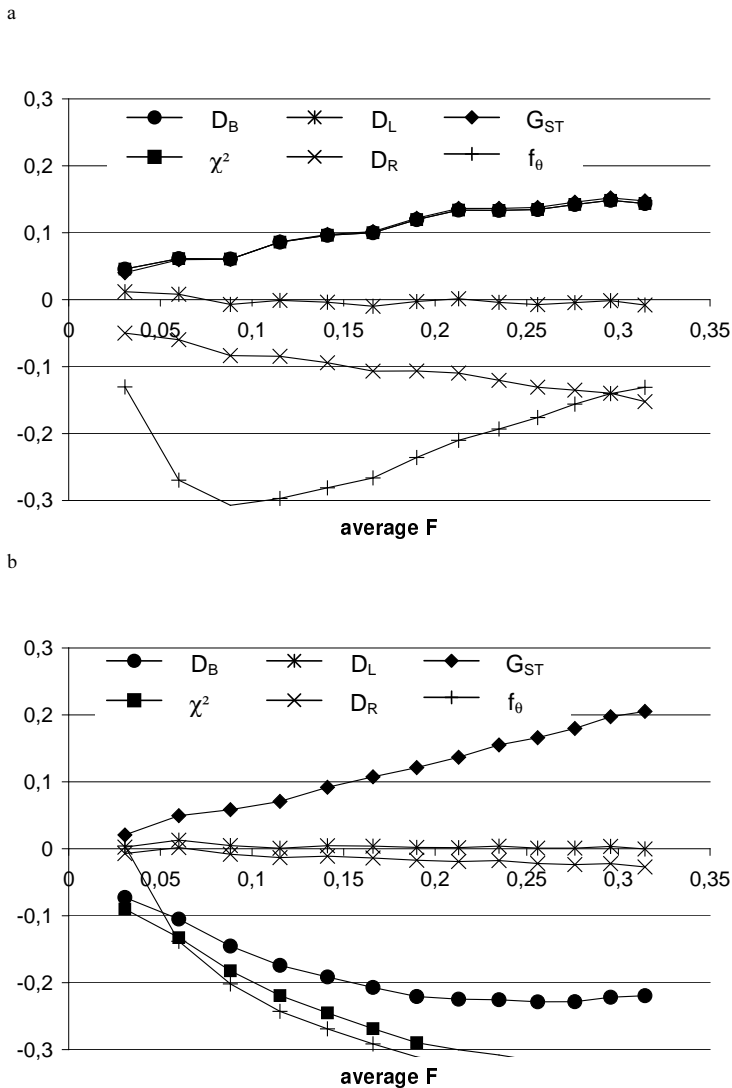 a
0,3
D_B D_L G_ST
χ² D_R f_θ
0,2
0,1
0
0 0,05 0,1 0,15 0,2 0,25 0,3 0,35
-0,1
-0,2
-0,3
average F
b
0,3
D_B D_L G_ST
χ² D_R f_θ
0,2
0,1
0
0 0,05 0,1 0,15 0,2 0,25 0,3 0,35
-0,1
-0,2
-0,3
average F